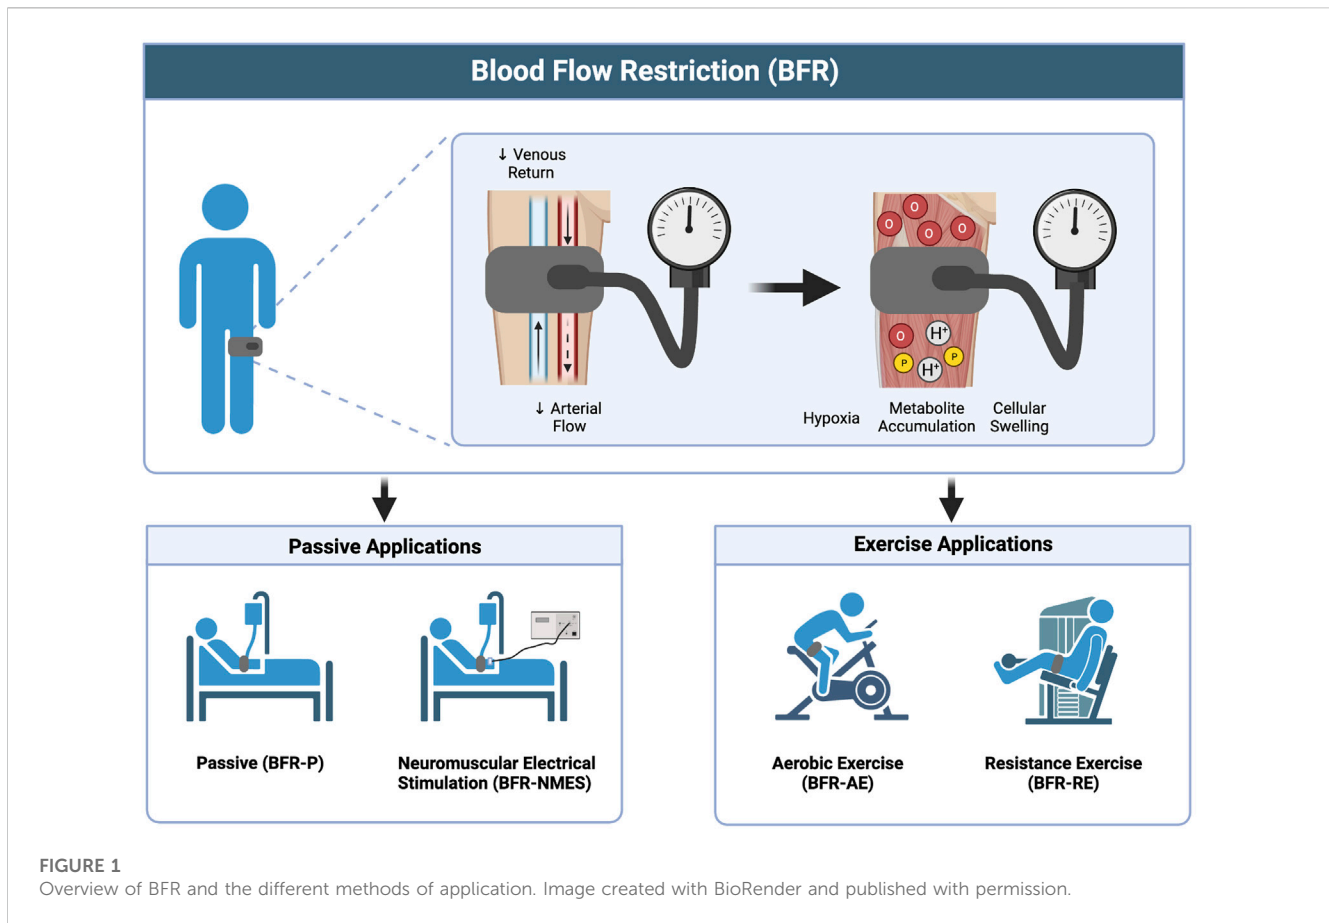 Blood Flow Restriction (BFR)
↓ Venous
Return
↓ Arterial
Flow
O
O
O
O
O
H+
P
P
H+
Hypoxia
Metabolite
Accumulation
Cellular
Swelling
Passive Applications
Passive (BFR-P)
Neuromuscular Electrical
Stimulation (BFR-NMES)
Exercise Applications
Aerobic Exercise
(BFR-AE)
Resistance Exercise
(BFR-RE)
FIGURE 1
Overview of BFR and the different methods of application. Image created with BioRender and published with permission.